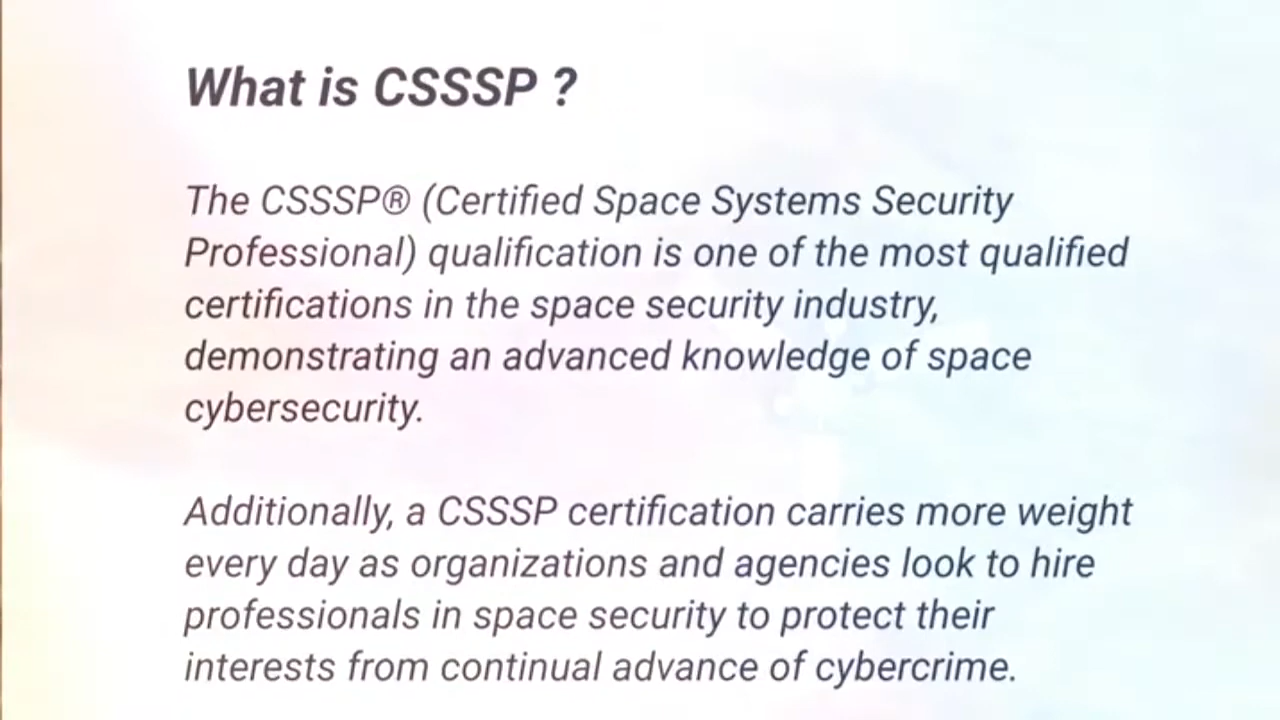 What is CSSSP ?
The CSSSP® (Certified Space Systems Security
Professional) qualification is one of the most qualified
certifications in the space security industry,
demonstrating an advanced knowledge of space
cybersecurity.
Additionally, a CSSSP certification carries more weight
every day as organizations and agencies look to hire
professionals in space security to protect their
interests from continual advance of cybercrime.